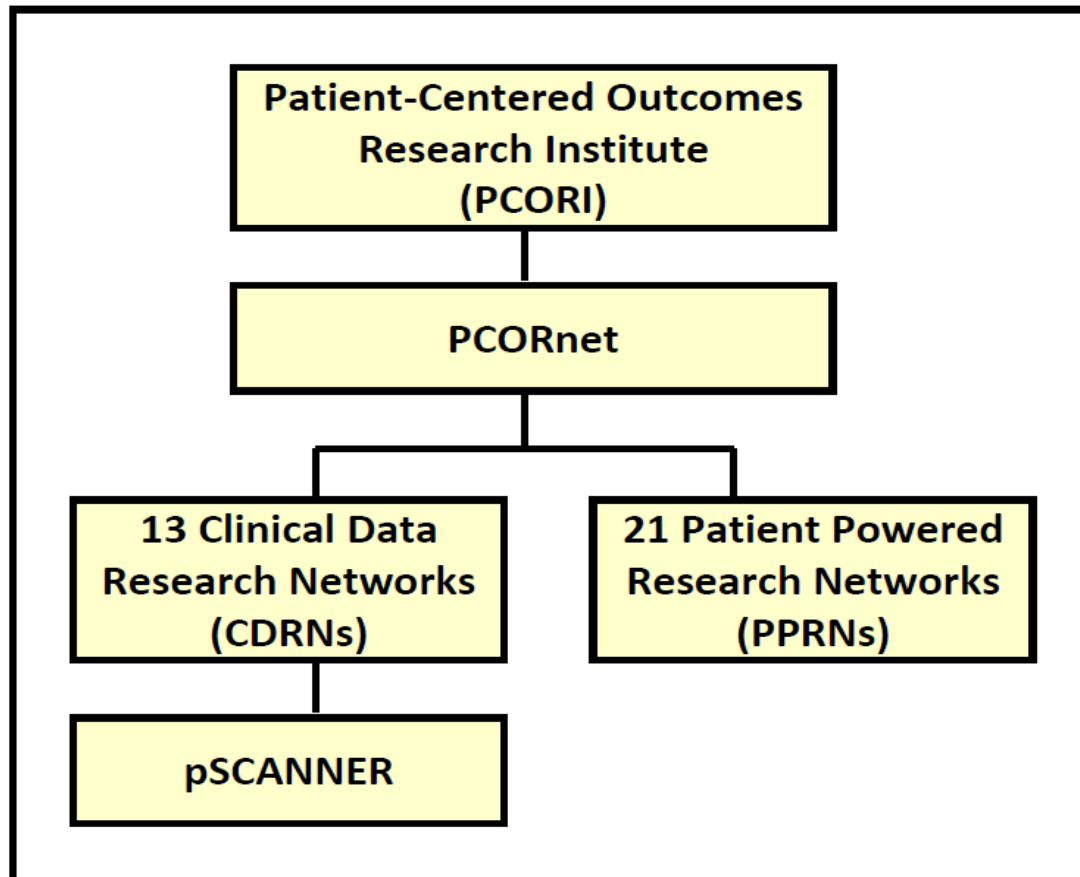 Patient-Centered Outcomes
Research Institute
(PCORI)
PCORnet
13 Clinical Data
Research Networks
(CDRNs)
21 Patient Powered
Research Networks
(PPRNs)
pSCANNER